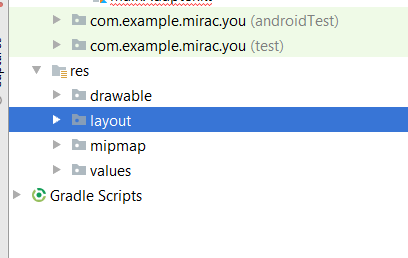 com.example.mirac.you (androidTest)
com.example.mirac.you (test)
res
drawable
layout
mipmap
values
Gradle Scripts